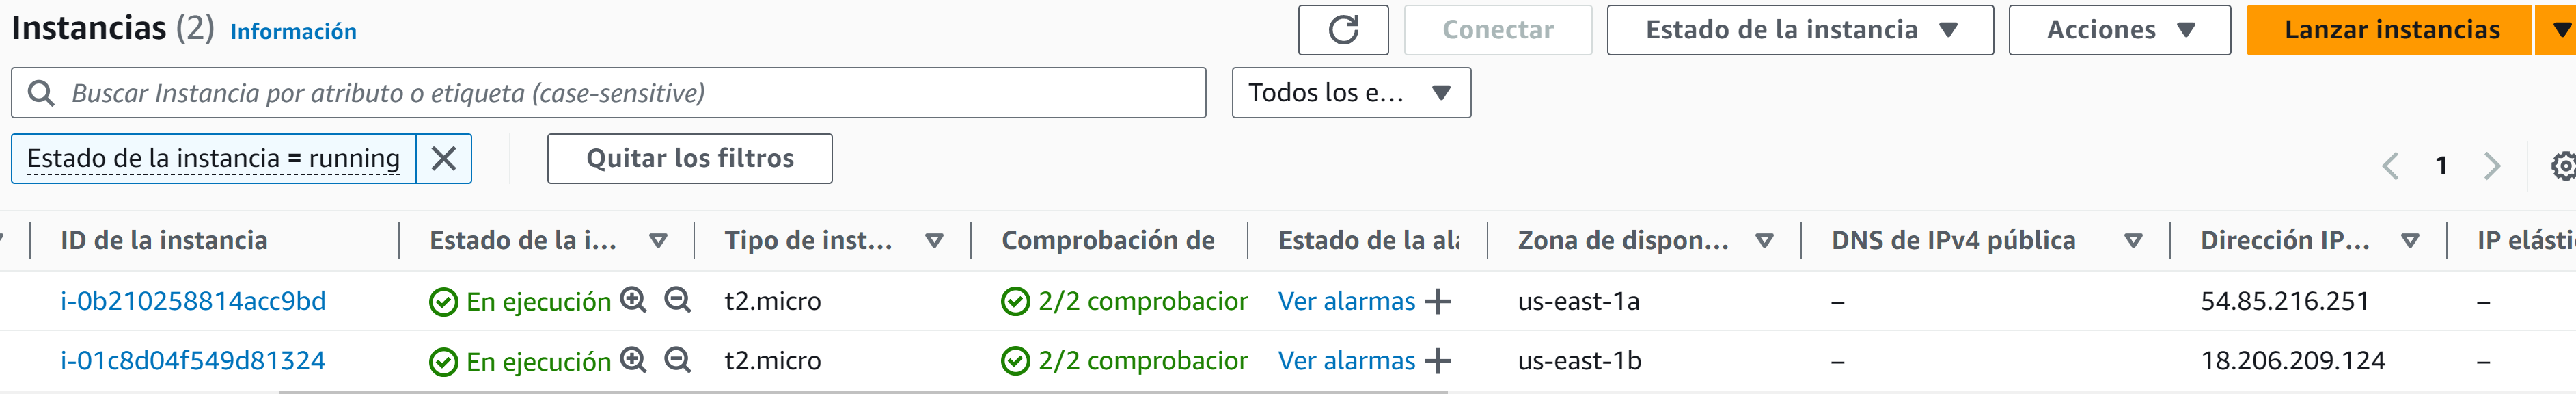 Instancias (2) Información Conectar Estado de la instancia Acciones Lanzar instancias
Buscar Instancia por atributo o etiqueta (case-sensitive) Todos los e...
Estado de la instancia = running Quitar los filtros 1
ID de la instancia Estado de la i... Tipo de inst... Comprobación de Estado de la ala Zona de dispon... DNS de IPv4 pública Dirección IP... IP elásti
i-0b210258814acc9bd En ejecución t2.micro 2/2 comprobacior Ver alarmas + us-east-1a – 54.85.216.251 –
i-01c8d04f549d81324 En ejecución t2.micro 2/2 comprobacior Ver alarmas + us-east-1b – 18.206.209.124 –